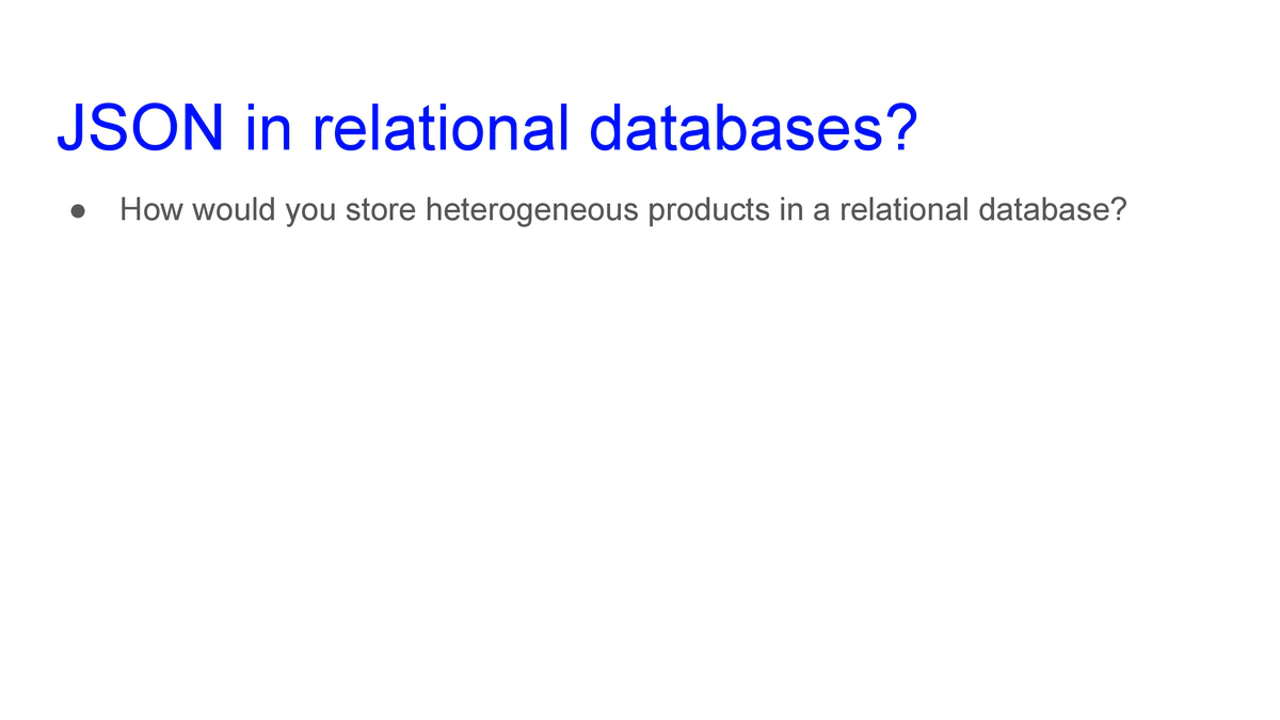 JSON in relational databases?
● How would you store heterogeneous products in a relational database?